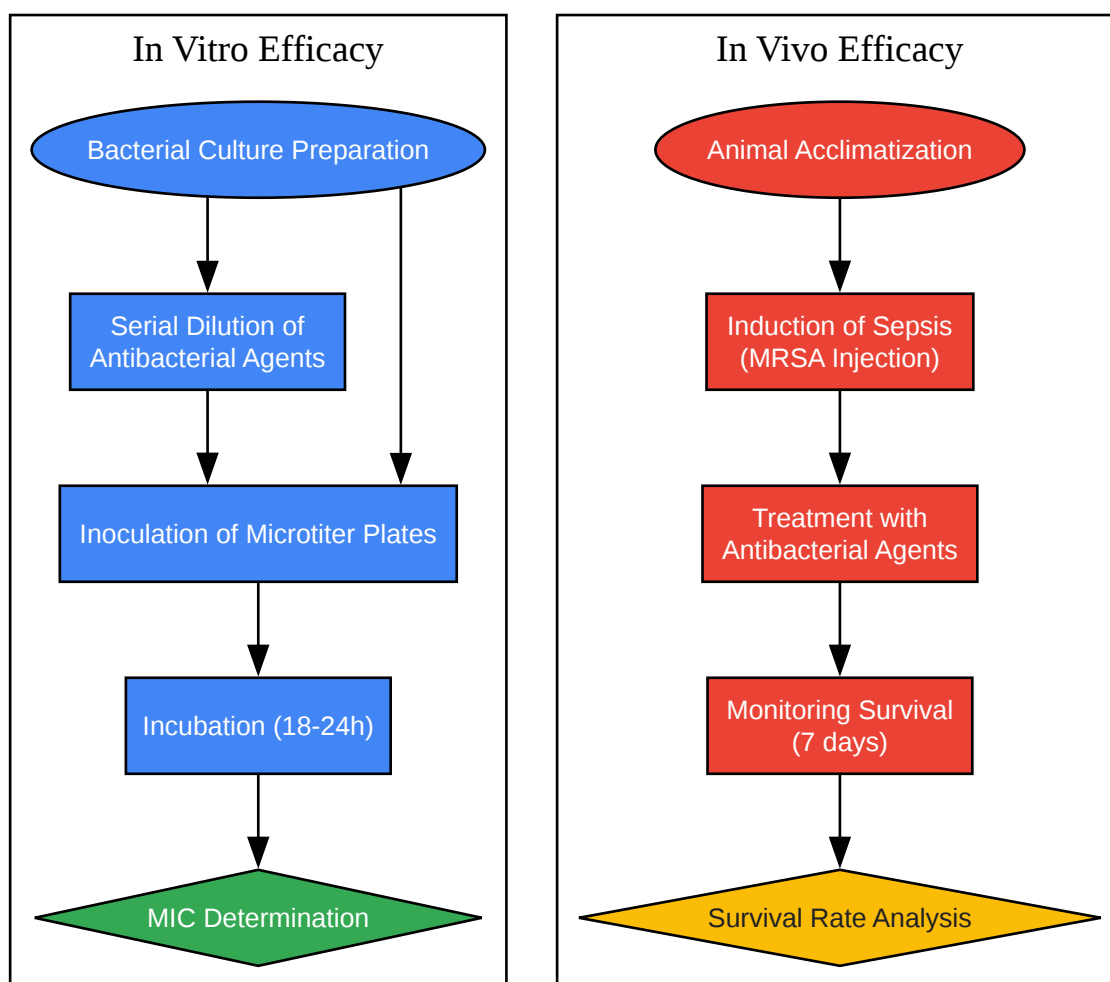 In Vitro Efficacy
Bacterial Culture Preparation
Serial Dilution of
Antibacterial Agents
Inoculation of Microtiter Plates
Incubation (18-24h)
MIC Determination
In Vivo Efficacy
Animal Acclimatization
Induction of Sepsis
(MRSA Injection)
Treatment with
Antibacterial Agents
Monitoring Survival
(7 days)
Survival Rate Analysis